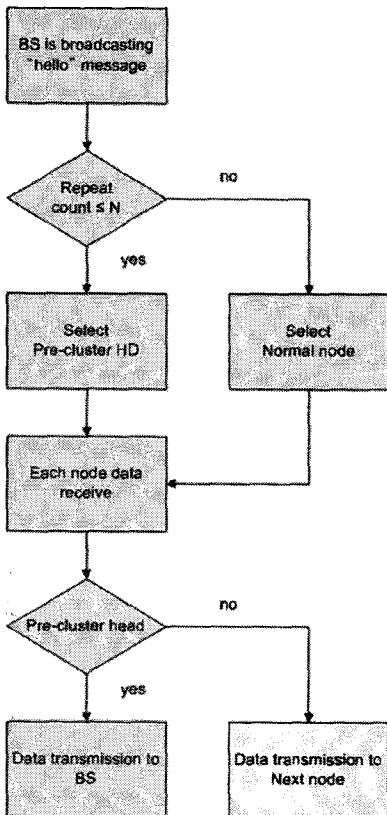 BS is broadcasting
"hello" message
Repeat
count ≤ N
no
yes
Select
Pre-cluster HD
Select
Normal node
Each node data
receive
Pre-cluster head
no
yes
Data transmission to
BS
Data transmission to
Next node